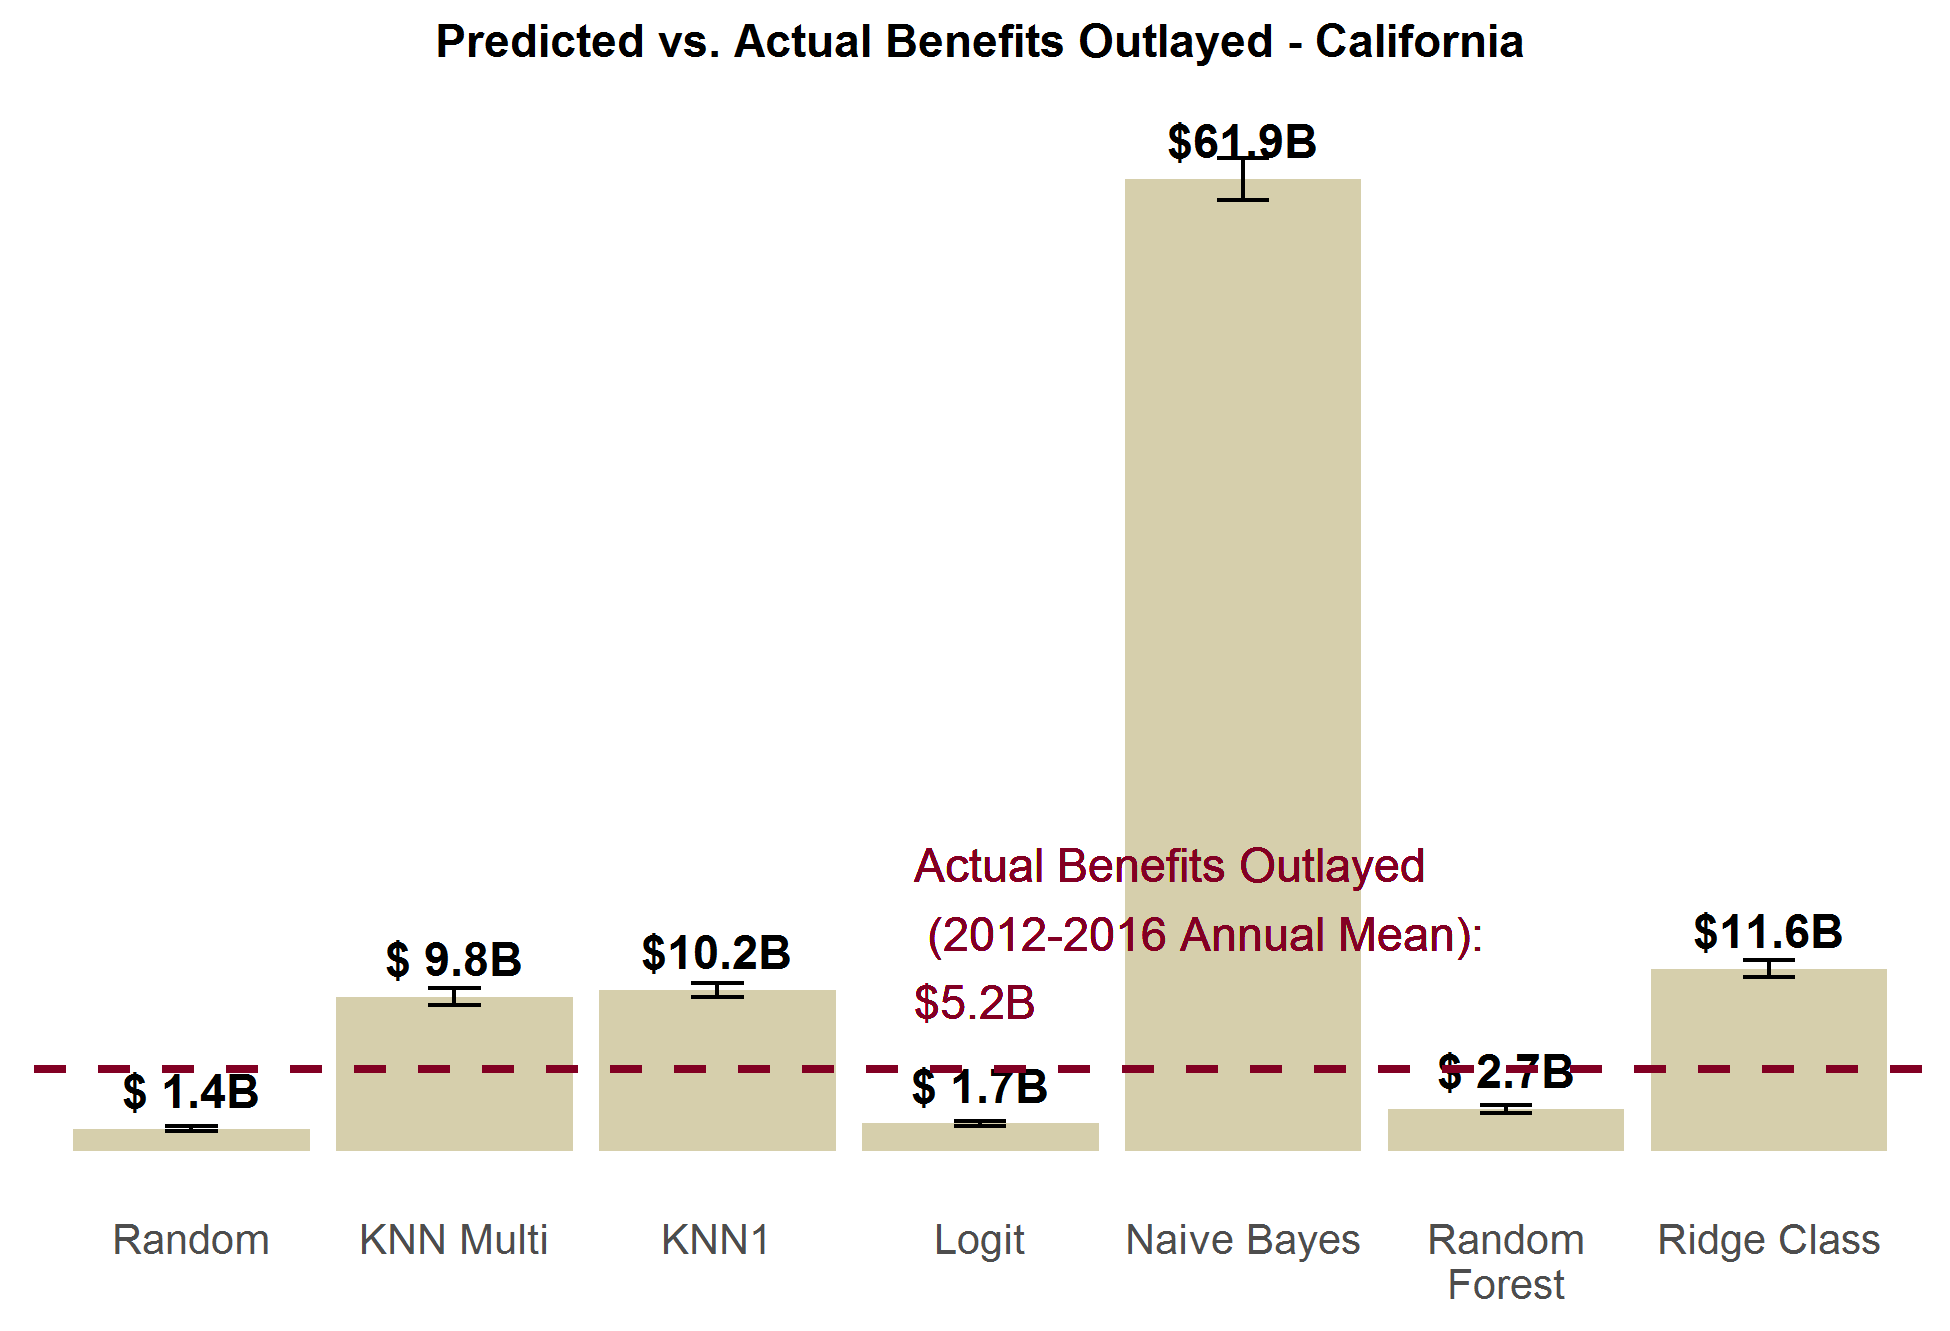 Predicted vs. Actual Benefits Outlayed - California
$61.9B
Actual Benefits Outlayed
(2012-2016 Annual Mean):
$5.2B
$ 1.4B
$ 9.8B
$10.2B
$ 1.7B
$ 2.7B
$11.6B
Random
KNN Multi
KNN1
Logit
Naive Bayes
Random
Forest
Ridge Class